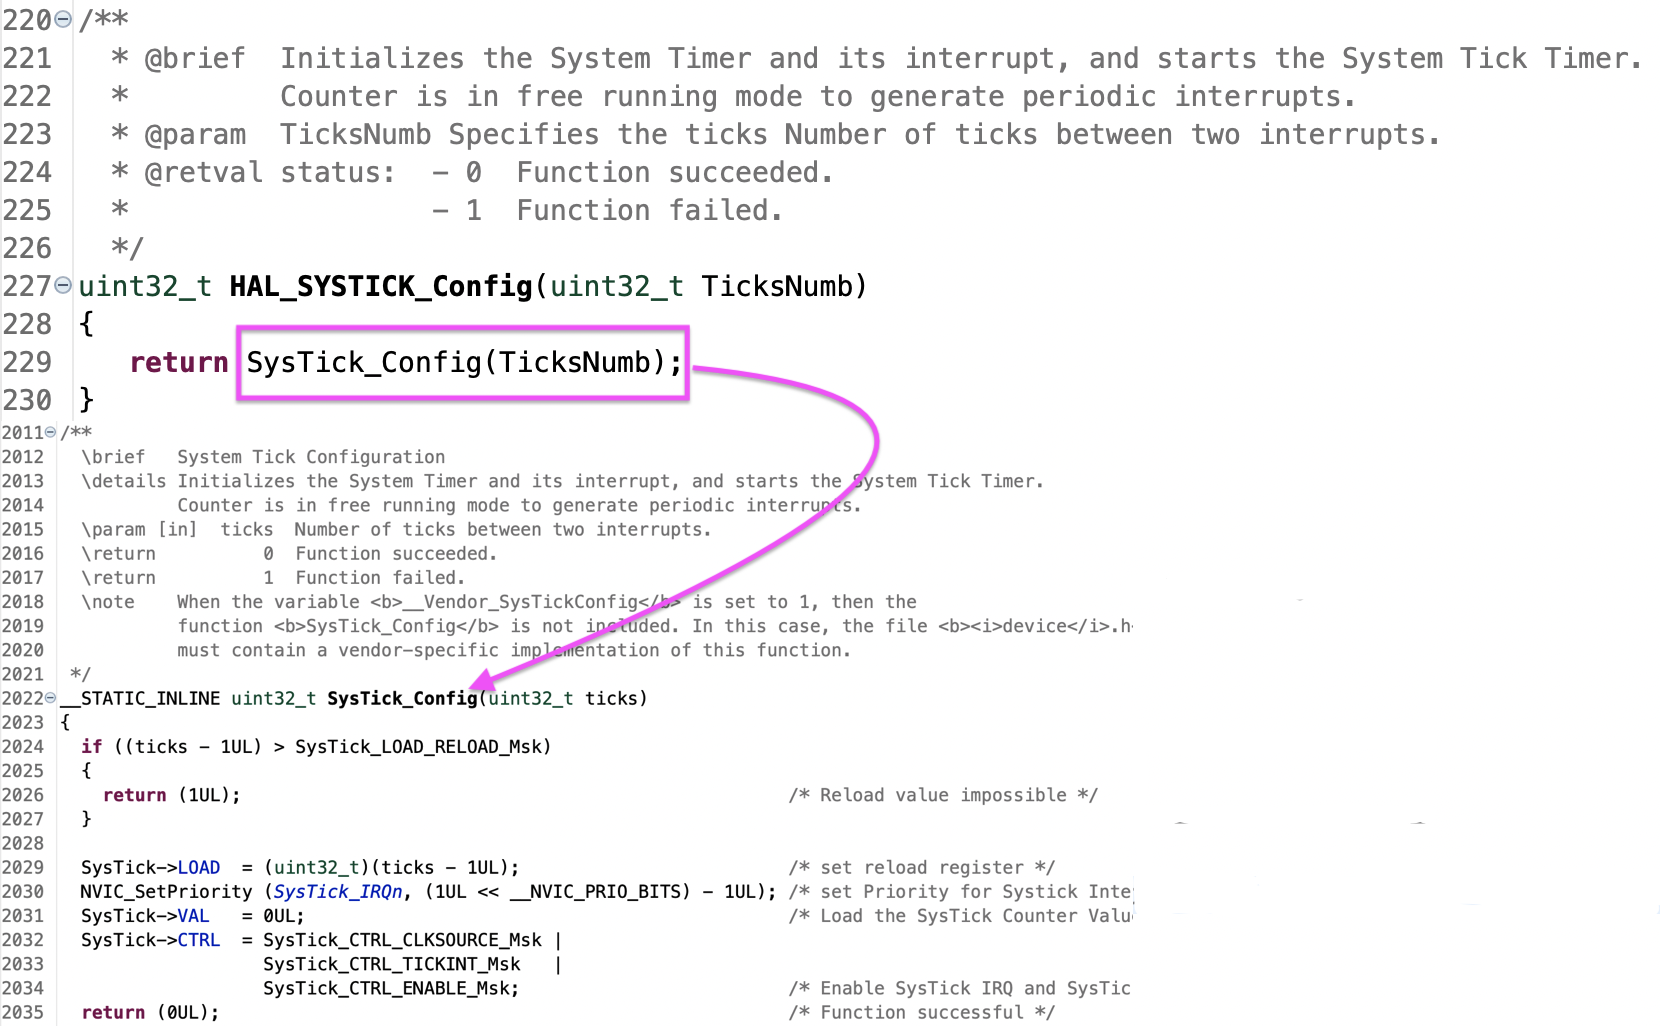 220 /**
221   * @brief  Initializes the System Timer and its interrupt, and starts the System Tick Timer.
222   *         Counter is in free running mode to generate periodic interrupts.
223   * @param  TicksNumb Specifies the ticks Number of ticks between two interrupts.
224   * @retval status:  - 0  Function succeeded.
225   *                  - 1  Function failed.
226   */
227 uint32_t HAL_SYSTICK_Config(uint32_t TicksNumb)
228 {
229    return SysTick_Config(TicksNumb);
230 }
2011 /**
2012   \brief   System Tick Configuration
2013   \details Initializes the System Timer and its interrupt, and starts the System Tick Timer.
2014            Counter is in free running mode to generate periodic interrupts.
2015   \param [in]  ticks  Number of ticks between two interrupts.
2016   \return          0  Function succeeded.
2017   \return          1  Function failed.
2018   \note    When the variable <b>__Vendor_SysTickConfig</b> is set to 1, then the
2019            function <b>SysTick_Config</b> is not included. In this case, the file <b><i>device</i>.h
2020            must contain a vendor-specific implementation of this function.
2021  */
2022 __STATIC_INLINE uint32_t SysTick_Config(uint32_t ticks)
2023 {
2024   if ((ticks - 1UL) > SysTick_LOAD_RELOAD_Msk)
2025   {
2026     return (1UL);                                                   /* Reload value impossible */
2027   }
2028
2029   SysTick->LOAD  = (uint32_t)(ticks - 1UL);                         /* set reload register */
2030   NVIC_SetPriority (SysTick_IRQn, (1UL << __NVIC_PRIO_BITS) - 1UL); /* set Priority for Systick Inte
2031   SysTick->VAL   = 0UL;                                             /* Load the SysTick Counter Valu
2032   SysTick->CTRL  = SysTick_CTRL_CLKSOURCE_Msk |
2033                    SysTick_CTRL_TICKINT_Msk   |
2034                    SysTick_CTRL_ENABLE_Msk;                         /* Enable SysTick IRQ and SysTic
2035   return (0UL);                                                     /* Function successful */